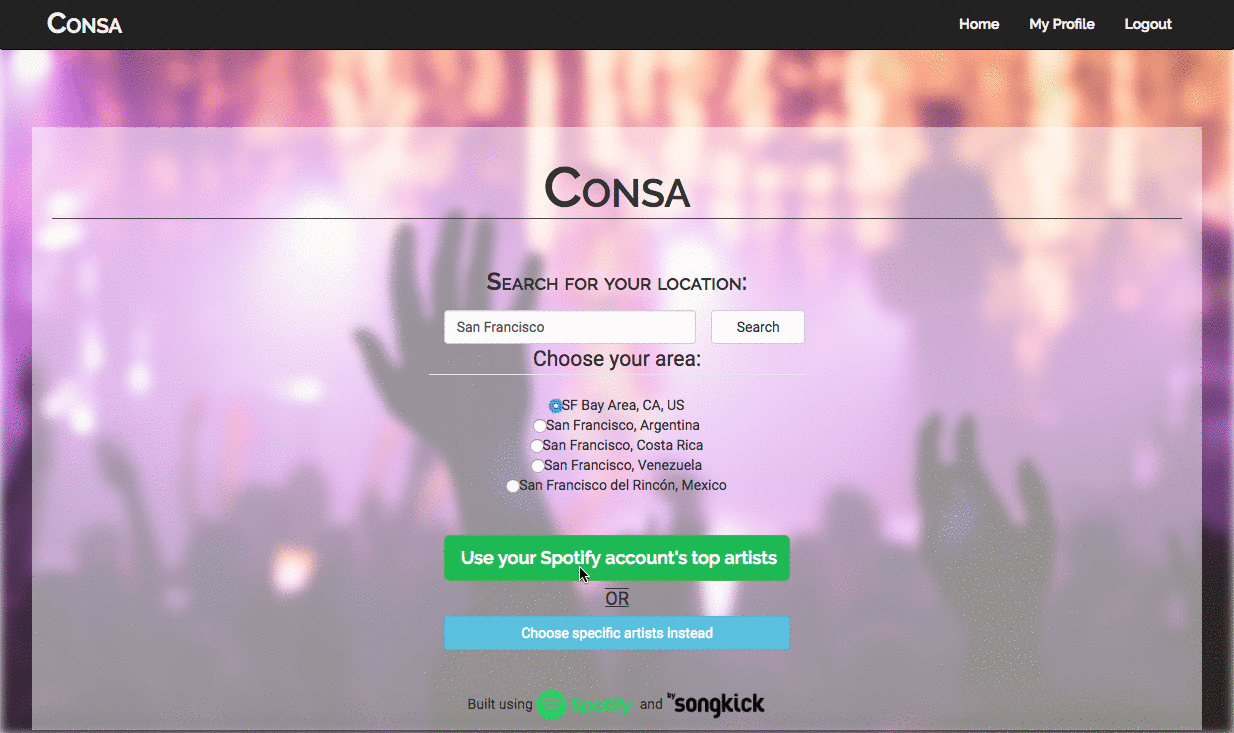 Consa
Home My Profile Logout
Consa
Search for your location:
San Francisco Search
Choose your area:
SF Bay Area, CA, US
San Francisco, Argentina
San Francisco, Costa Rica
San Francisco, Venezuela
San Francisco del Rincón, Mexico
Use your Spotify account's top artists
OR
Choose specific artists instead
Built using Spotify and by songkick